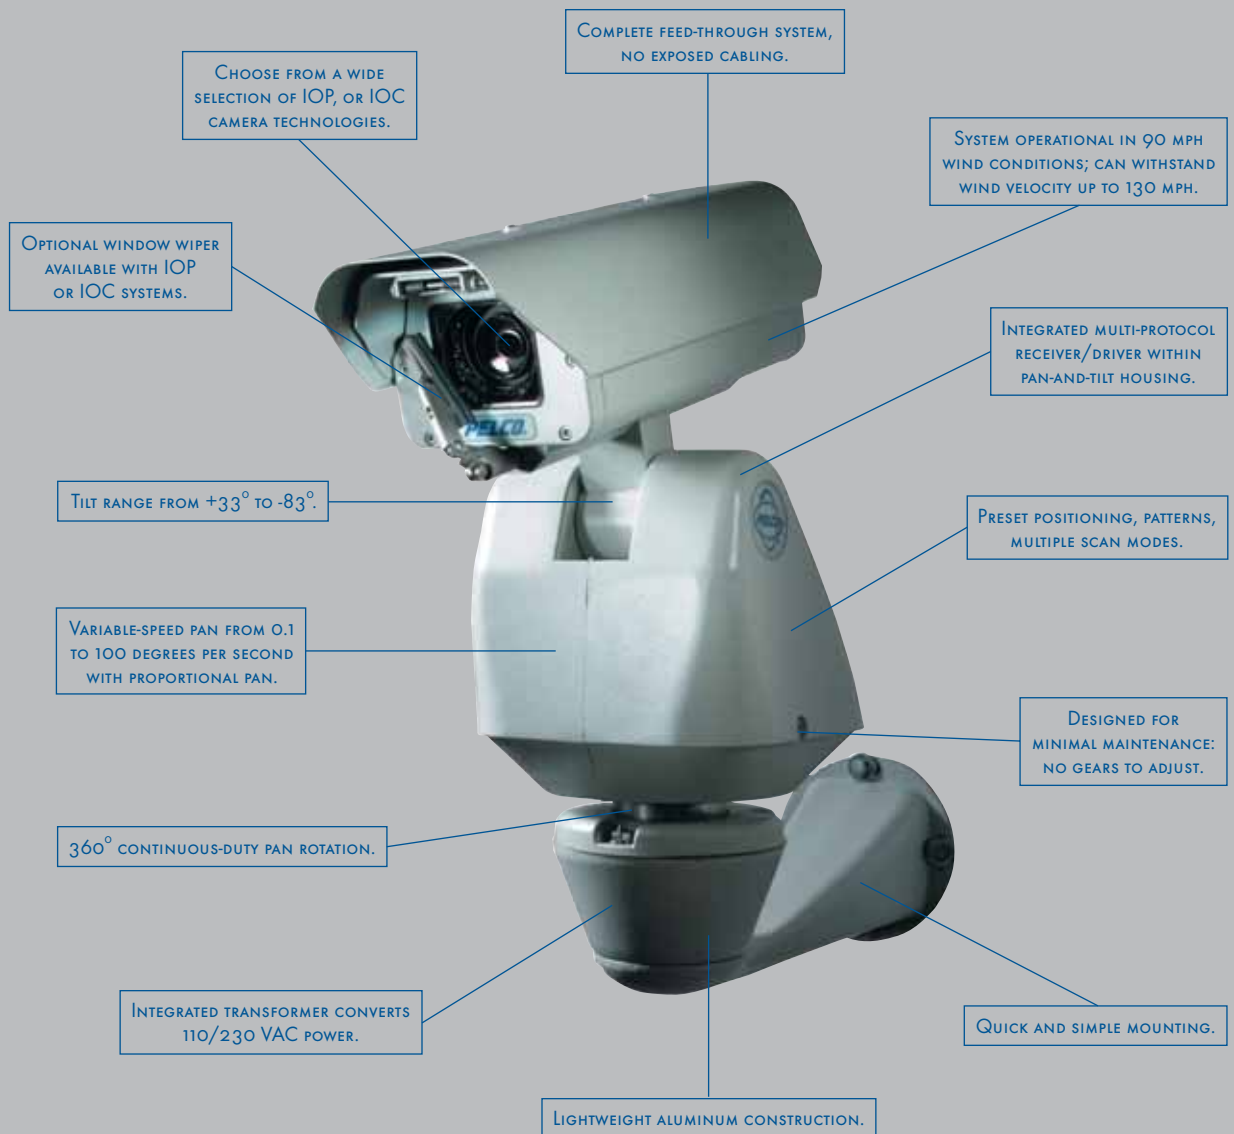 Complete feed-through system,
no exposed cabling.
Choose from a wide
selection of IOP, or IOC
camera technologies.
System operational in 90 mph
wind conditions; can withstand
wind velocity up to 130 mph.
Optional window wiper
available with IOP
or IOC systems.
Integrated multi-protocol
receiver/driver within
pan-and-tilt housing.
PELCO.
Tilt range from +33° to -83°.
Preset positioning, patterns,
multiple scan modes.
Variable-speed pan from 0.1
to 100 degrees per second
with proportional pan.
Designed for
minimal maintenance:
no gears to adjust.
360° continuous-duty pan rotation.
Integrated transformer converts
110/230 VAC power.
Quick and simple mounting.
Lightweight aluminum construction.